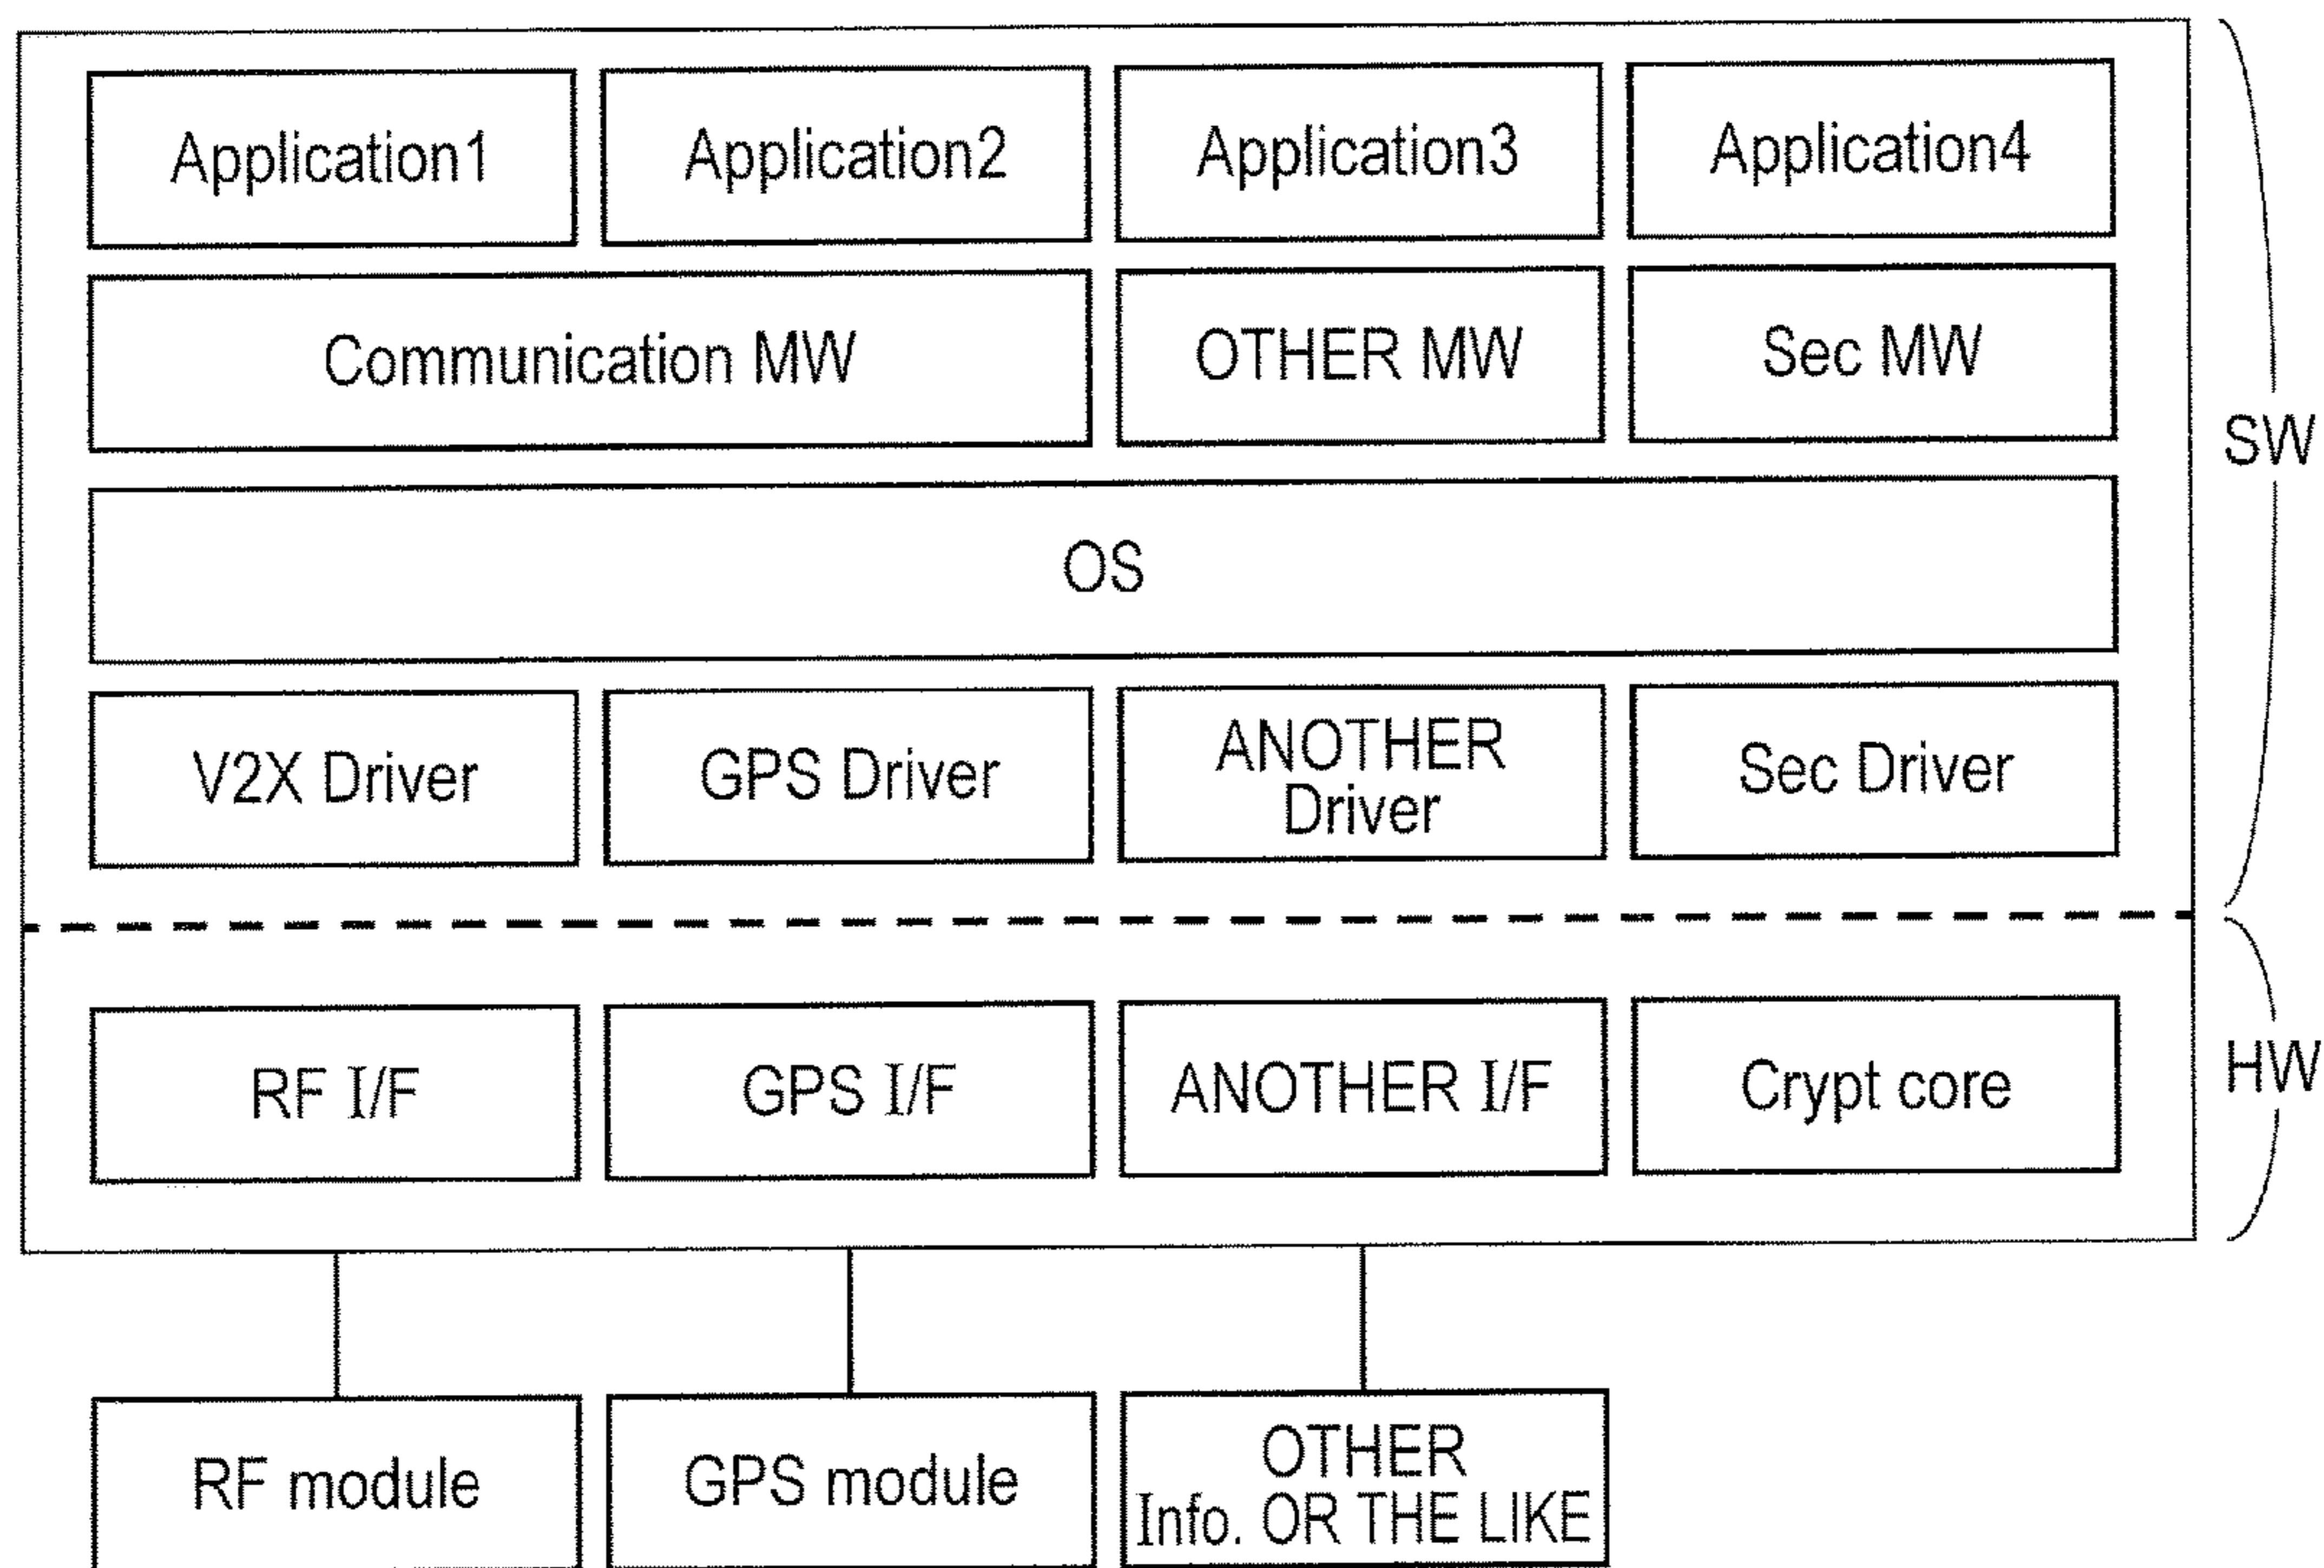 Application1
Application2
Application3
Application4
Communication MW
OTHER MW
Sec MW
SW
OS
V2X Driver
GPS Driver
ANOTHER
Driver
Sec Driver
RF I/F
GPS I/F
ANOTHER I/F
Crypt core
HW
RF module
GPS module
OTHER
Info. OR THE LIKE